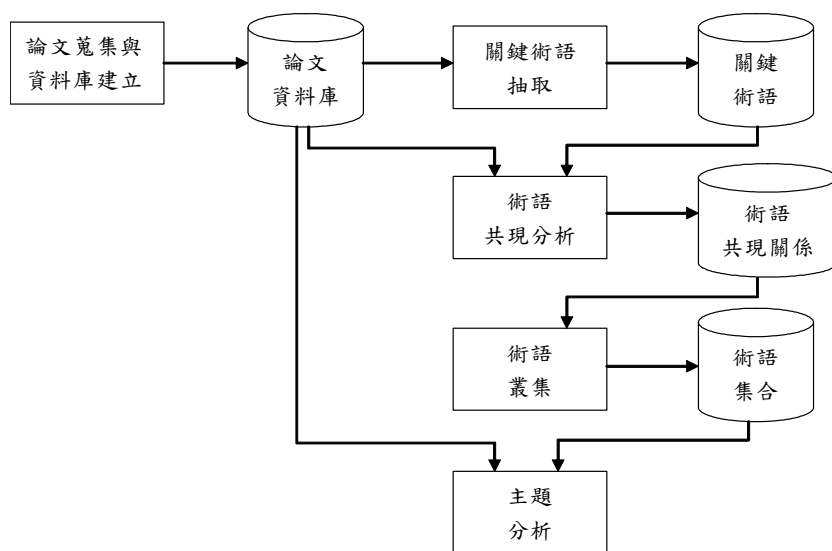 論文蒐集與
資料庫建立
論文
資料庫
關鍵術語
抽取
關鍵
術語
術語
共現分析
術語
共現關係
術語
叢集
術語
集合
主題
分析